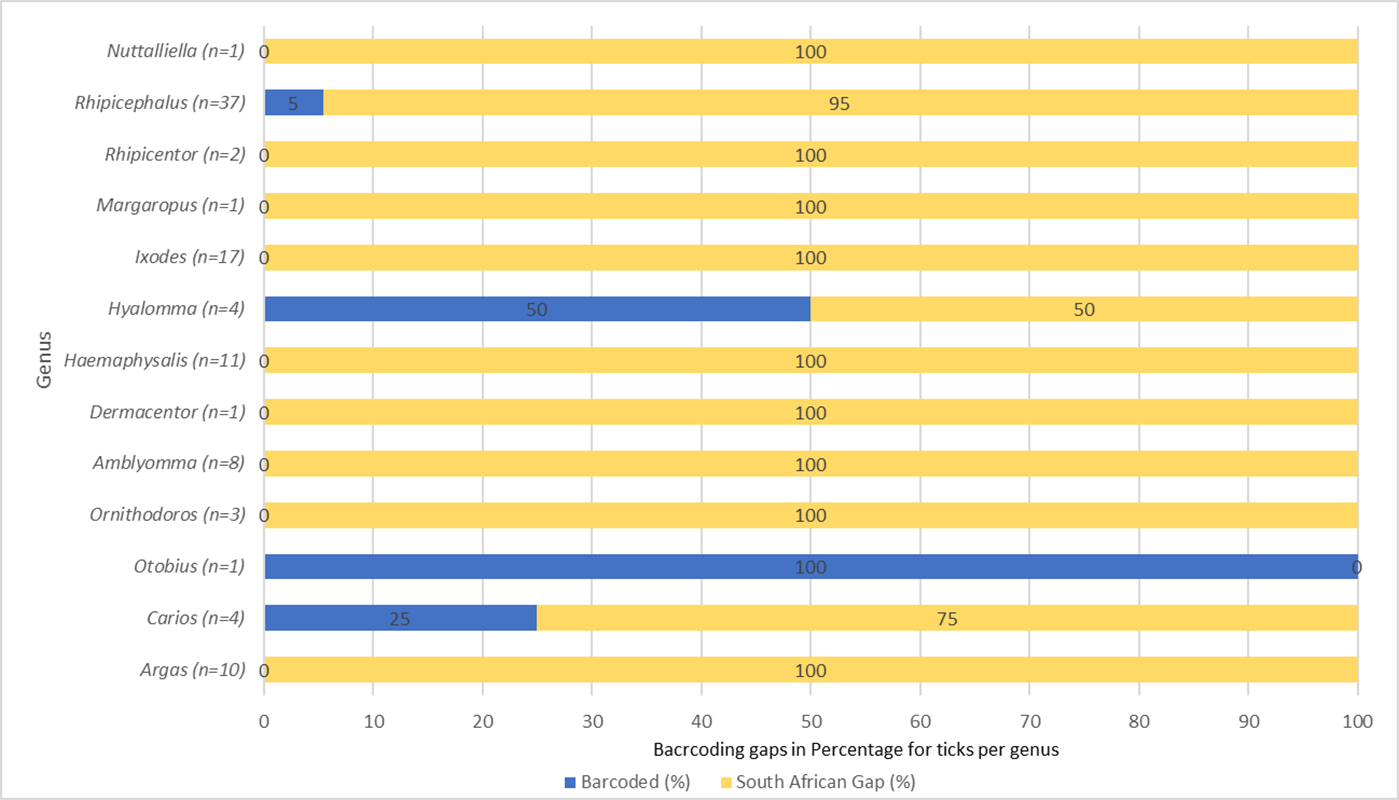 Nuttalliella (n=1) 0 100
Rhipicephalus (n=37) 5 95
Rhipicentor (n=2) 0 100
Margaropus (n=1) 0 100
Ixodes (n=17) 0 100
Hyalomma (n=4) 50 50
Haemaphysalis (n=11) 0 100
Dermacentor (n=1) 0 100
Amblyomma (n=8) 0 100
Ornithodoros (n=3) 0 100
Otobius (n=1) 100 0
Carios (n=4) 25 75
Argas (n=10) 0 100
Genus
0 10 20 30 40 50 60 70 80 90 100
Bacrcoding gaps in Percentage for ticks per genus
Barcoded (%) South African Gap (%)